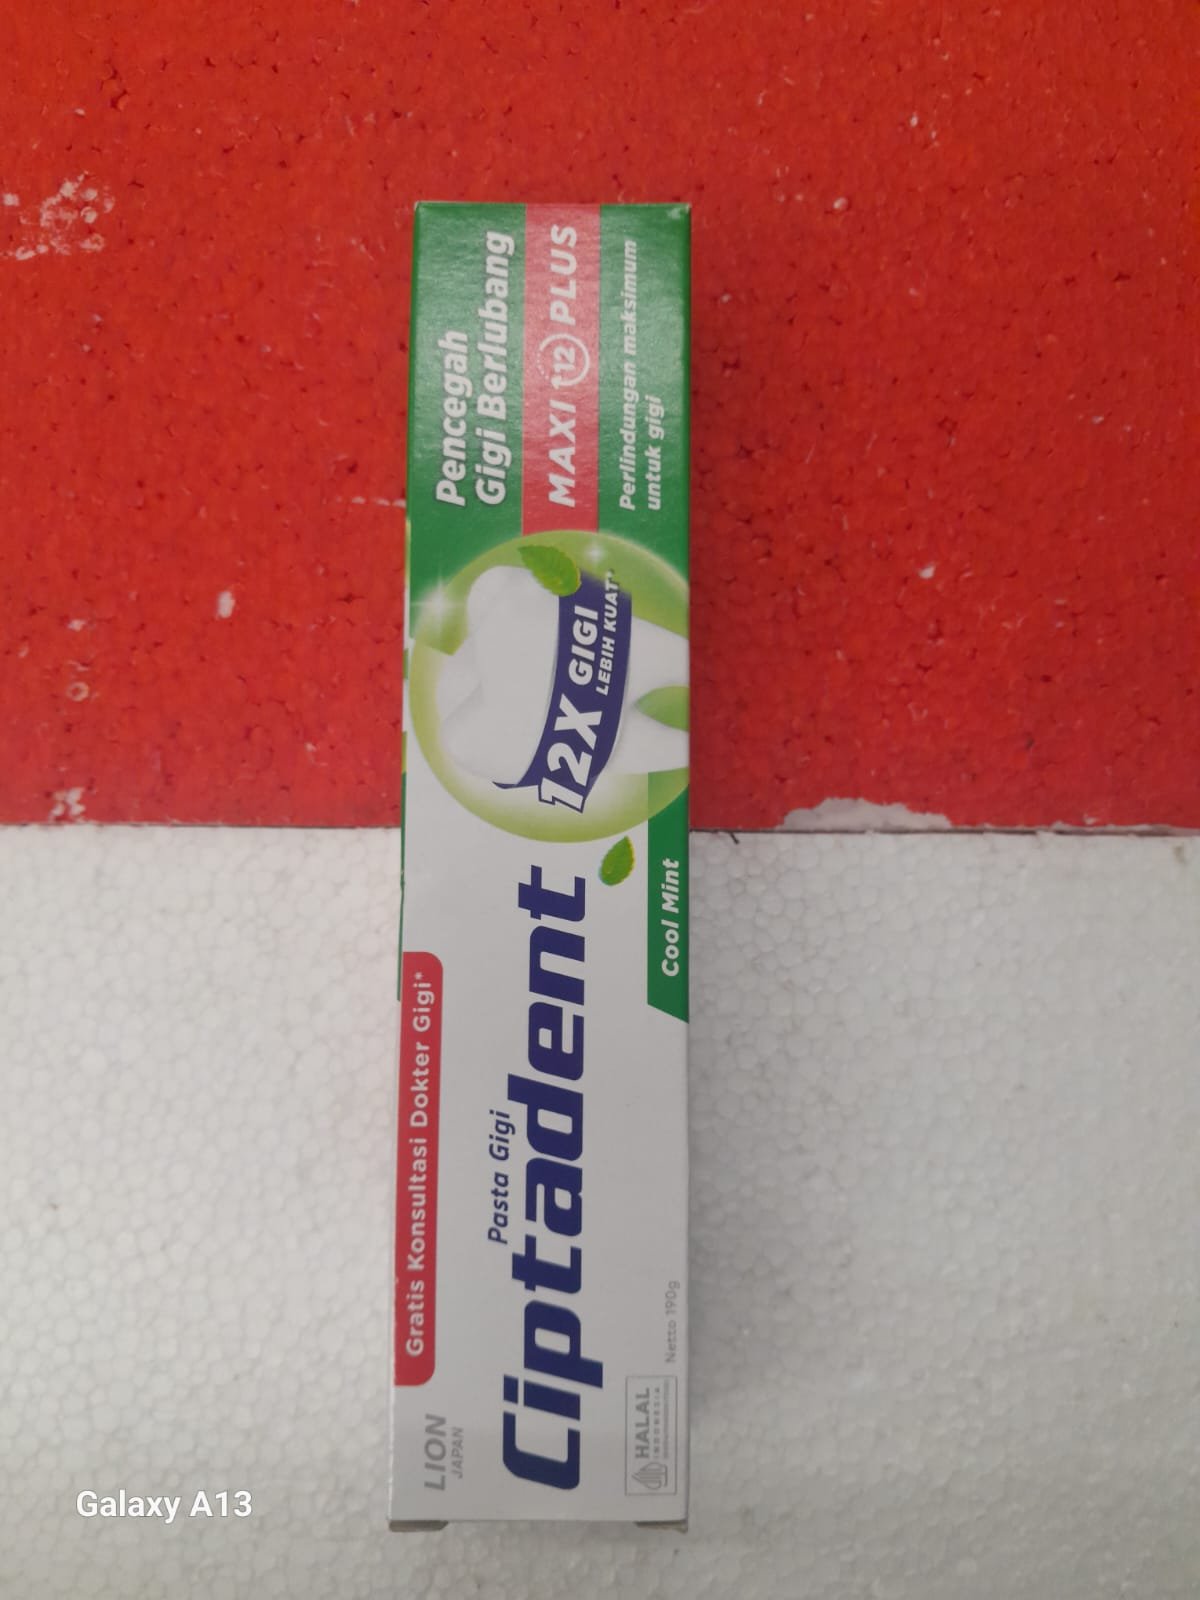 LION
JAPAN
Gratis Konsultasi Dokter Gigi*
Pasta Gigi
Ciptadent
HALAL
INDONESIA
Netto 190g
Cool Mint
12X GIGI
LEBIH KUAT*
Pencegah
Gigi Berlubang
MAXI 12 PLUS
Perlindungan maksimum
untuk gigi
Galaxy A13